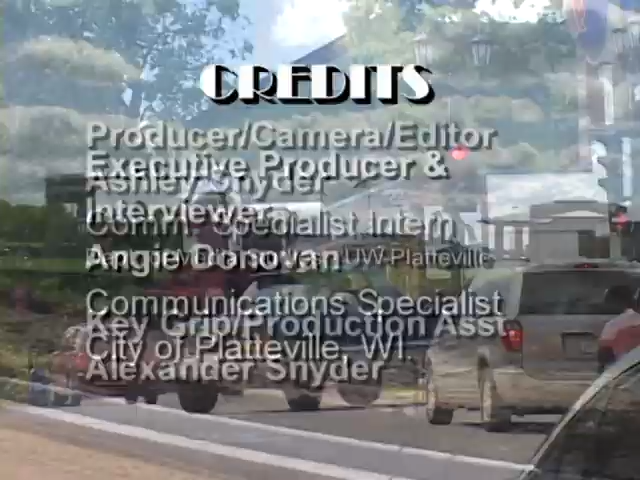 CREDITS
Producer/Camera/Editor
Executive Producer &
Ashley Snyder
Interviewer
Comm. Specialist Intern
Angie Donovan
UW-Platteville
Communications Specialist
Key Grip/Production Asst
City of Platteville, WI.
Alexander Snyder